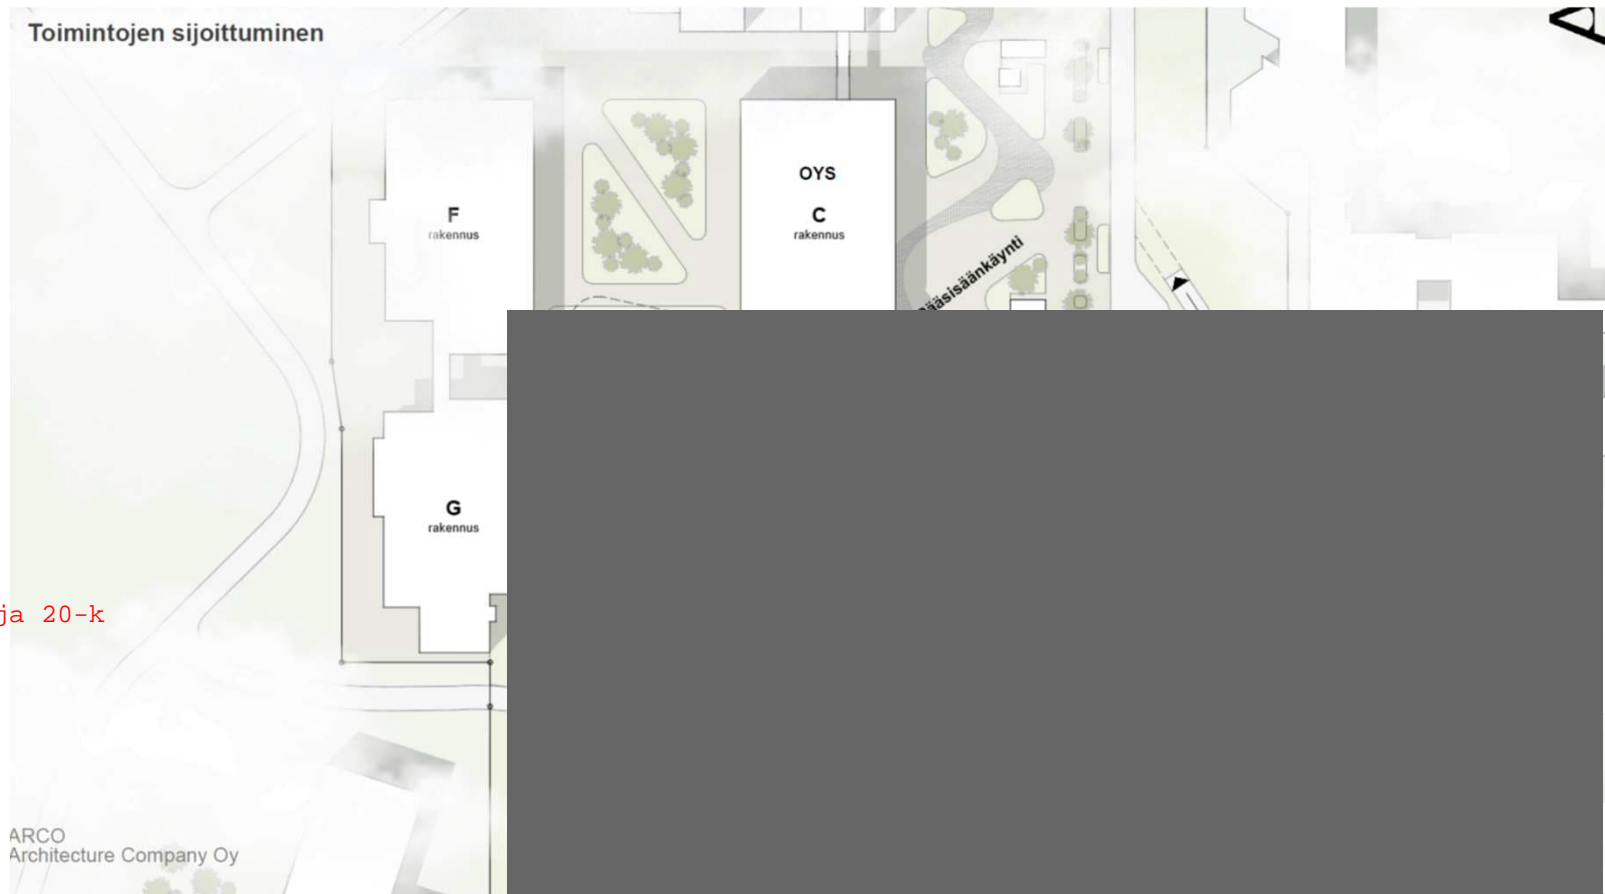 Toimintojen sijoittuminen
OYS
F
rakennus
C
rakennus
Pääsisäänkäynti
G
rakennus
ja 20-k
ARCO
Architecture Company Oy